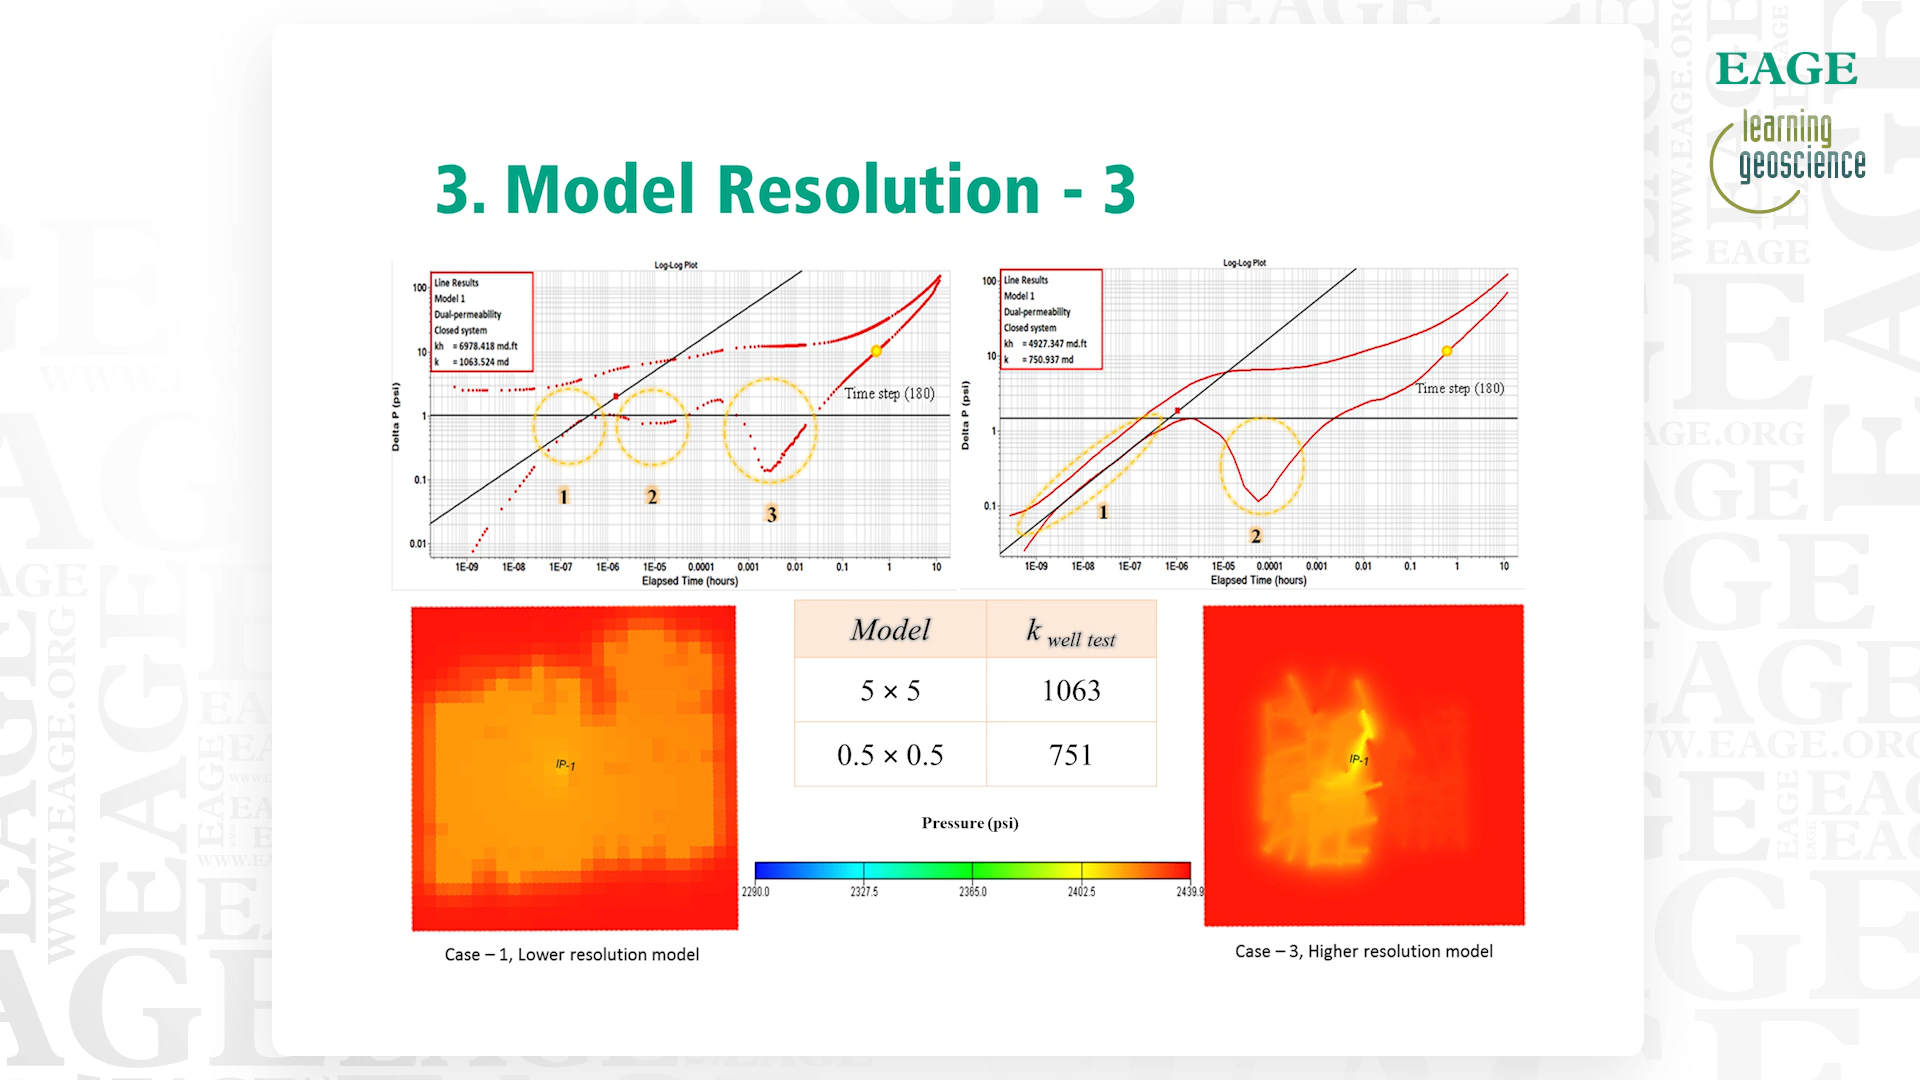 EAGE
learning
geoscience
3. Model Resolution - 3
Log-Log Plot
Line Results
Model 1
Dual-permeability
Closed system
kh = 6978.418 md.ft
k = 1063.524 md
Delta P (psi)
100
10
1
0.1
0.01
Time step (180)
1
2
3
1E-09 1E-08 1E-07 1E-06 1E-05 0.0001 0.001 0.01 0.1 1 10
Elapsed Time (hours)
Log-Log Plot
Line Results
Model 1
Dual-permeability
Closed system
kh = 4927.347 md.ft
k = 750.937 md
Delta P (psi)
100
10
1
0.1
Time step (180)
1
2
1E-09 1E-08 1E-07 1E-06 1E-05 0.0001 0.001 0.01 0.1 1 10
Elapsed Time (hours)
IP-1
Case – 1, Lower resolution model
Model k well test
5 × 5 1063
0.5 × 0.5 751
Pressure (psi)
2290.0 2327.5 2365.0 2402.5 2439.9
IP-1
Case – 3, Higher resolution model